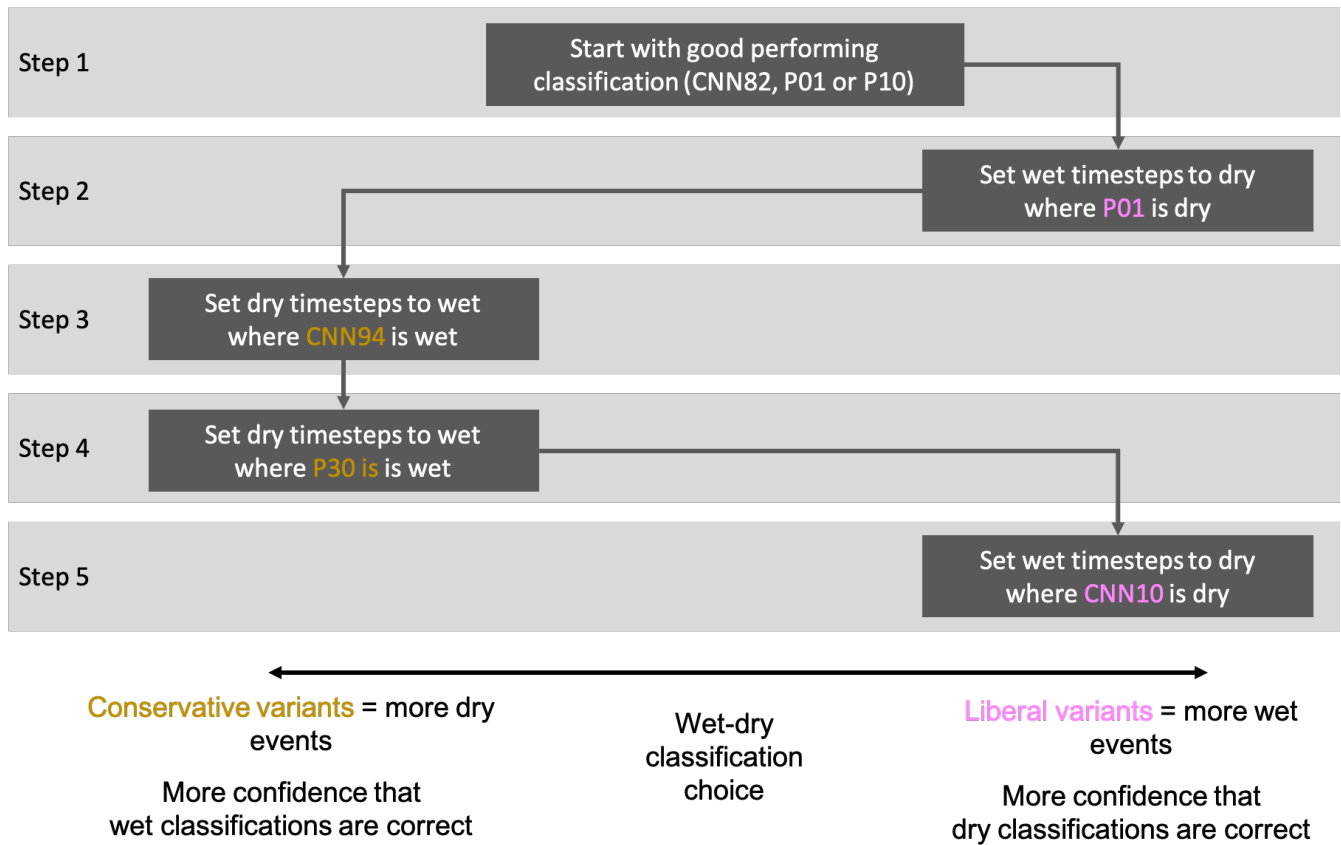 Step 1
Start with good performing
classification (CNN82, P01 or P10)
Step 2
Set wet timesteps to dry
where P01 is dry
Step 3
Set dry timesteps to wet
where CNN94 is wet
Step 4
Set dry timesteps to wet
where P30 is is wet
Step 5
Set wet timesteps to dry
where CNN10 is dry
Conservative variants = more dry
events
More confidence that
wet classifications are correct
Wet-dry
classification
choice
Liberal variants = more wet
events
More confidence that
dry classifications are correct